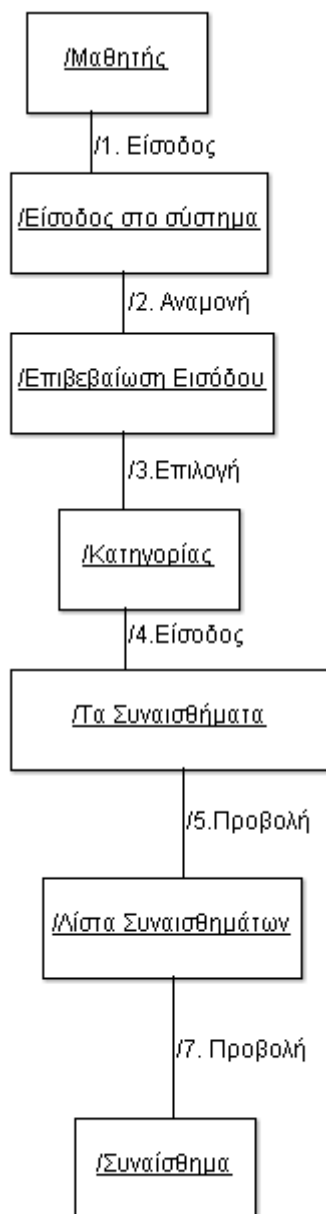 /Μαθητής
/1. Είσοδος
/Είσοδος στο σύστημα
/2. Αναμονή
/Επιβεβαίωση Εισόδου
/3.Επιλογή
/Κατηγορίας
/4.Είσοδος
/Τα Συναισθήματα
/5.Προβολή
/Λίστα Συναισθημάτων
/7. Προβολή
/Συναίσθημα